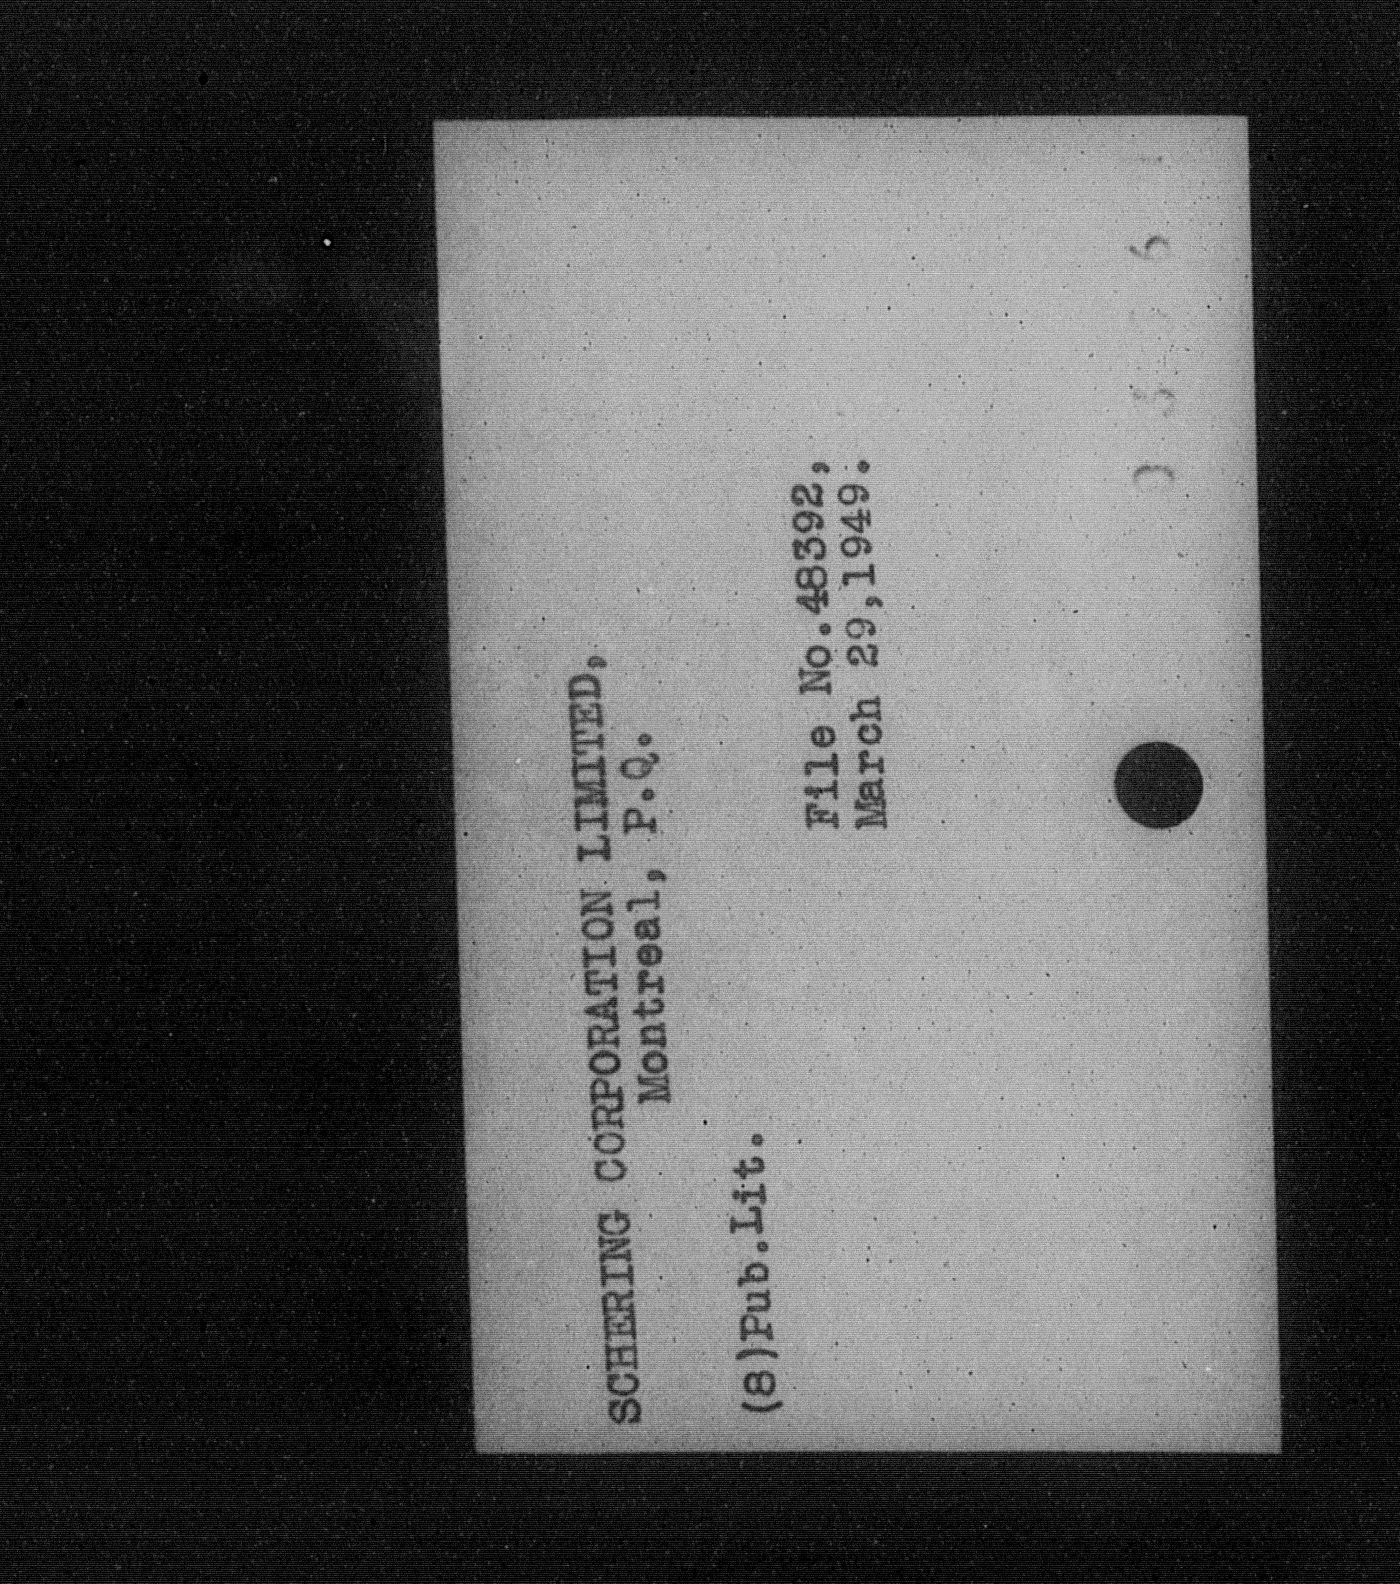 SCHERING CORPORATION LIMITED,
Montreal, P.Q.
(8)Pub.Lit.
File No.48392,
March 29,1949.